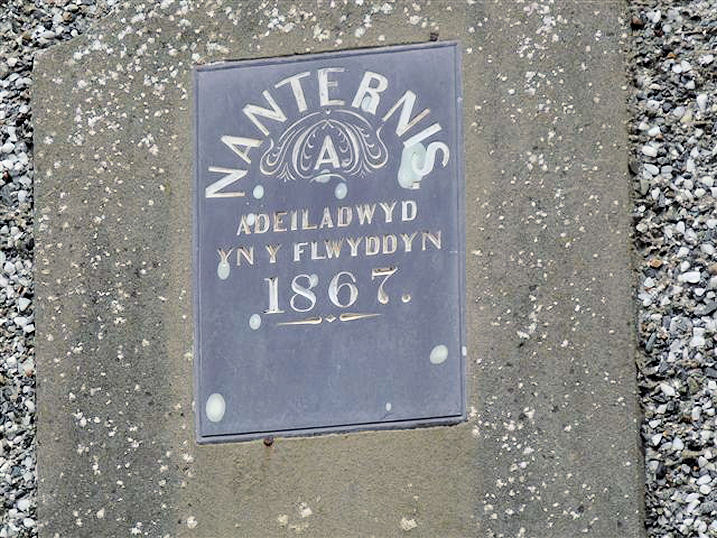 NANTERNIS
A
ADEILADWYD
YN Y FLWYDDYN
1867.